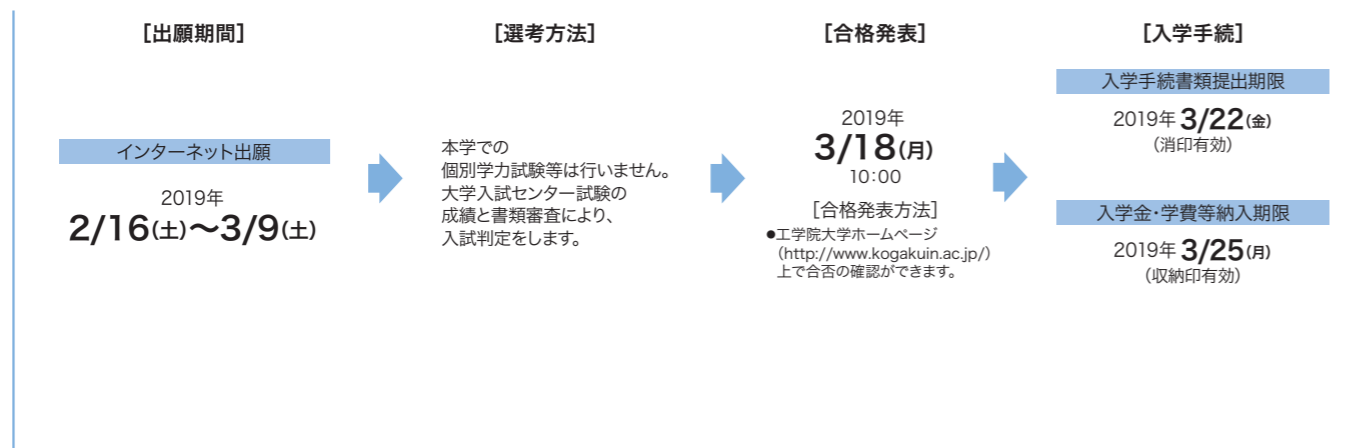 ［出願期間］
インターネット出願
2019年
2/16(土)〜3/9(土)
［選考方法］
本学での
個別学力試験等は行いません。
大学入試センター試験の
成績と書類審査により、
入試判定をします。
［合格発表］
2019年
3/18(月)
10：00
［合格発表方法］
●工学院大学ホームページ
（http://www.kogakuin.ac.jp/）
上で合否の確認ができます。
［入学手続］
入学手続書類提出期限
2019年 3/22(金)
（消印有効）
入学金・学費等納入期限
2019年 3/25(月)
（収納印有効）